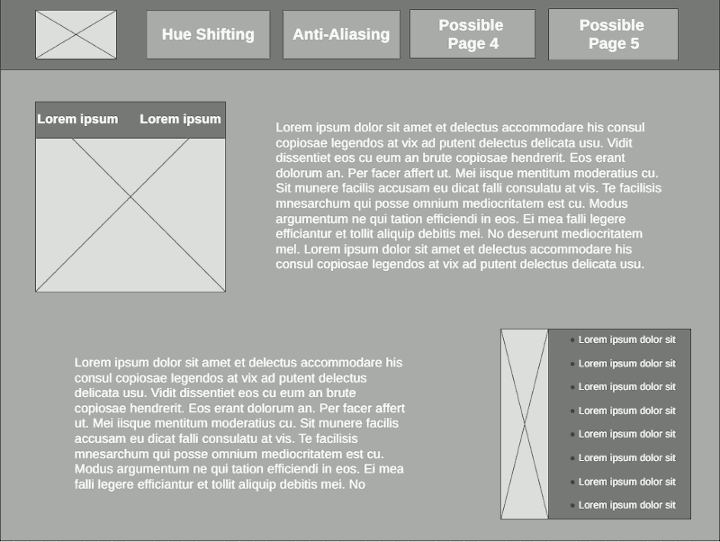 Hue Shifting
Anti-Aliasing
Possible
Page 4
Possible
Page 5
Lorem ipsum
Lorem ipsum
Lorem ipsum dolor sit amet et delectus accommodare his consul
copiosae legendos at vix ad putent delectus delicata usu. Vidit
dissentiet eos cu eum an brute copiosae hendrerit. Eos erant
dolorum an. Per facer affert ut. Mei iisque mentitum moderatius cu.
Sit munere facilis accusam eu dicat falli consulatu at vis. Te facilisis
mnesarchum qui posse omnium mediocritatem est cu. Modus
argumentum ne qui tation efficiendi in eos. Ei mea falli legere
efficiantur et tollit aliquip debitis mei. No deserunt mediocritatem
mel. Lorem ipsum dolor sit amet et delectus accommodare his
consul copiosae legendos at vix ad putent delectus delicata usu.
Lorem ipsum dolor sit amet et delectus accommodare his
consul copiosae legendos at vix ad putent delectus
delicata usu. Vidit dissentiet eos cu eum an brute
copiosae hendrerit. Eos erant dolorum an. Per facer affert
ut. Mei iisque mentitum moderatius cu. Sit munere facilis
accusam eu dicat falli consulatu at vis. Te facilisis
mnesarchum qui posse omnium mediocritatem est cu.
Modus argumentum ne qui tation efficiendi in eos. Ei mea
falli legere efficiantur et tollit aliquip debitis mei. No
Lorem ipsum dolor sit
Lorem ipsum dolor sit
Lorem ipsum dolor sit
Lorem ipsum dolor sit
Lorem ipsum dolor sit
Lorem ipsum dolor sit
Lorem ipsum dolor sit
Lorem ipsum dolor sit